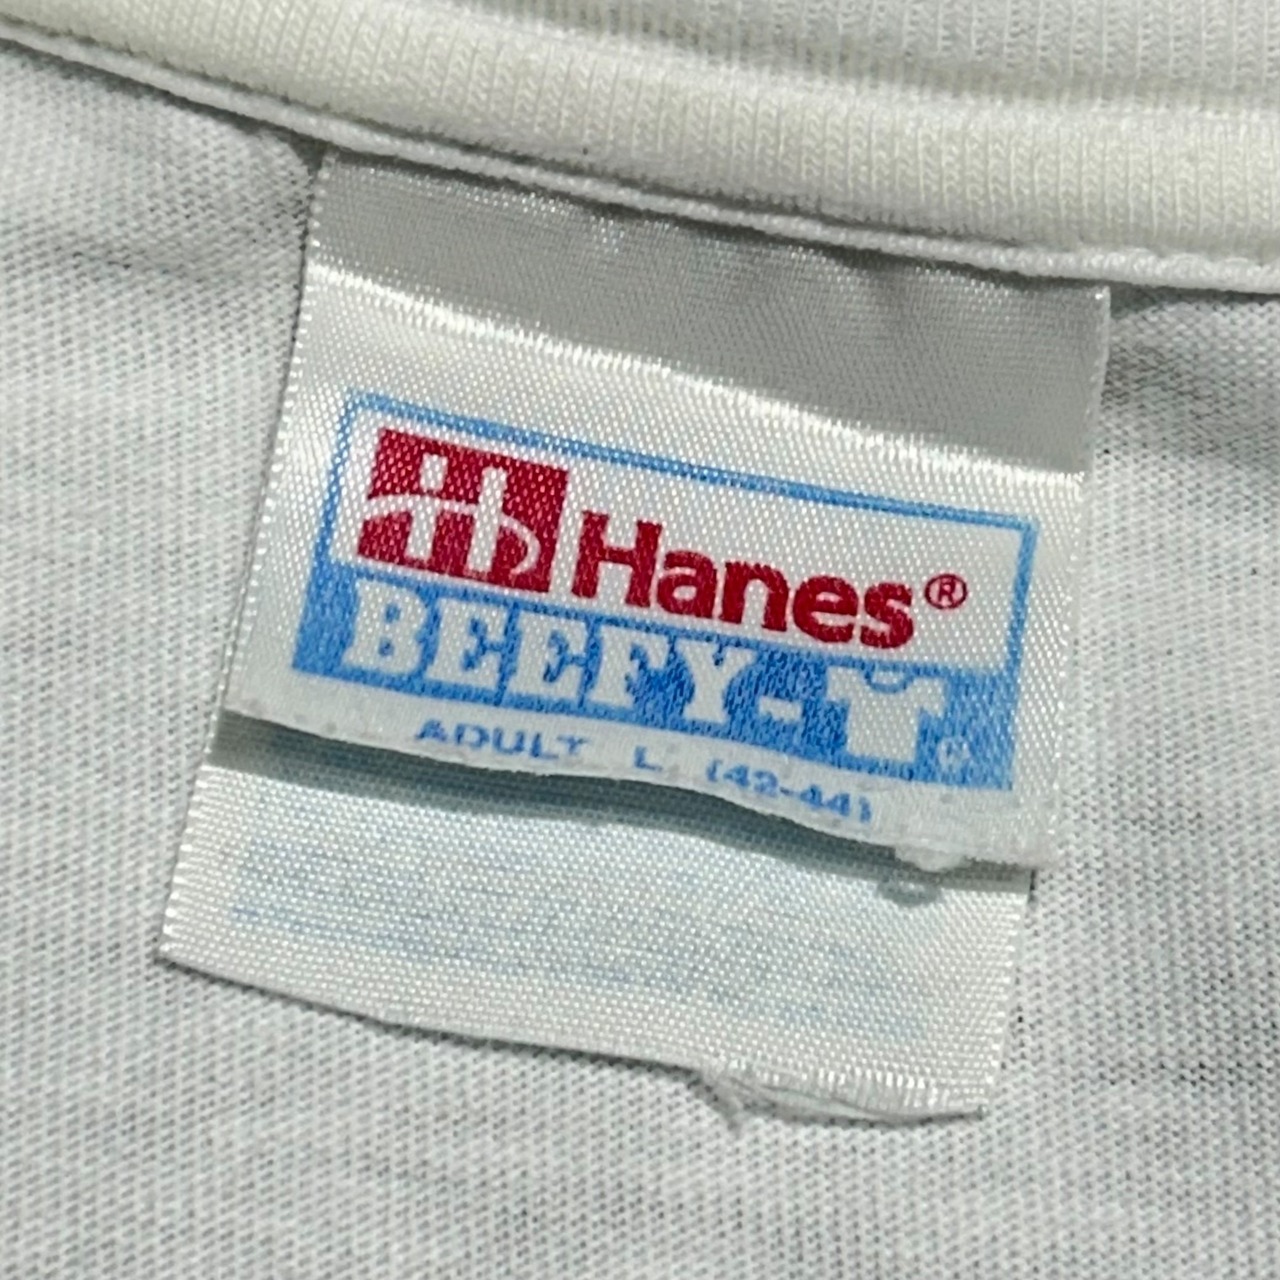 Hanes®
BEEFY-T®
ADULT L (42-44)